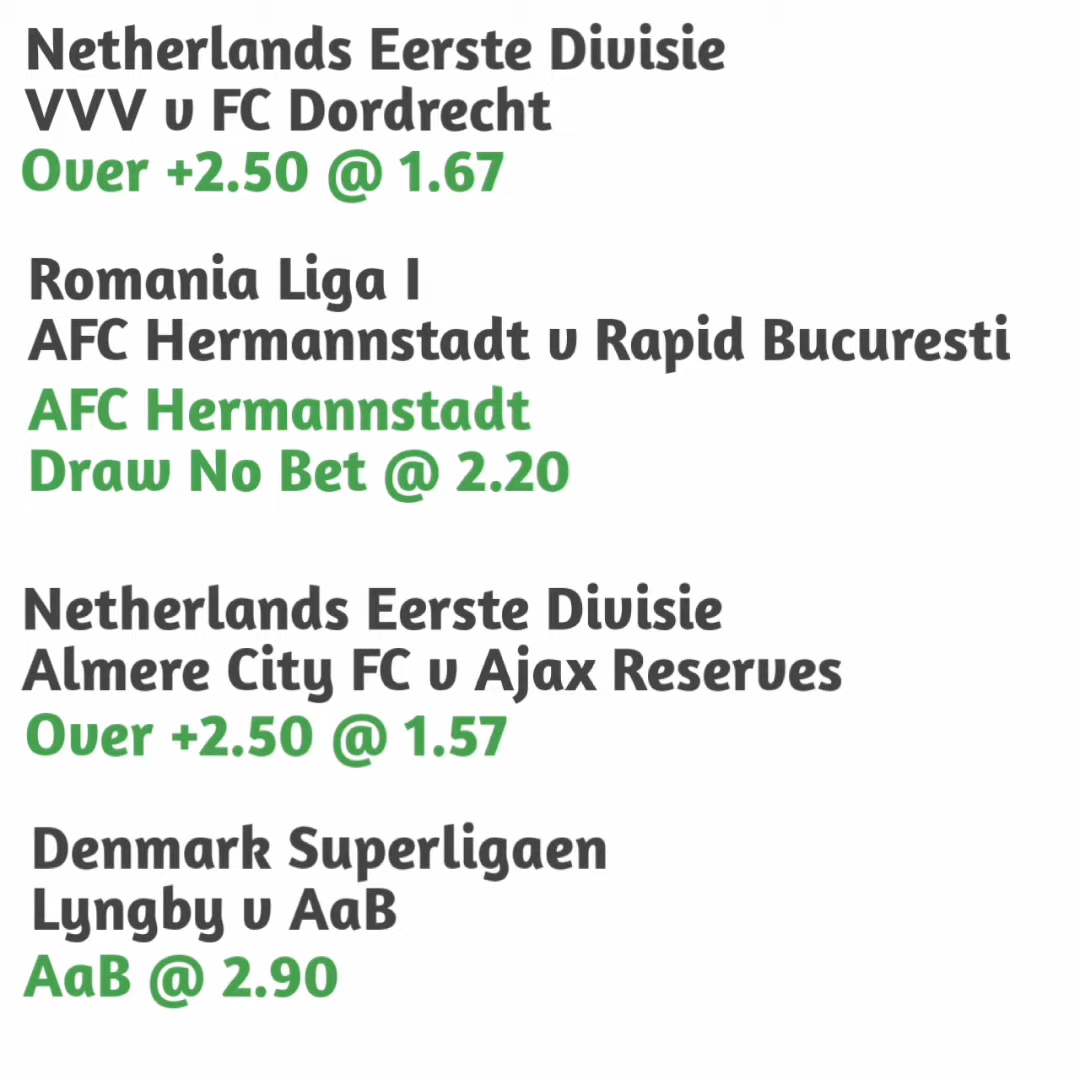 Netherlands Eerste Divisie
VVV v FC Dordrecht
Over +2.50 @ 1.67
Romania Liga I
AFC Hermannstadt v Rapid Bucuresti
AFC Hermannstadt
Draw No Bet @ 2.20
Netherlands Eerste Divisie
Almere City FC v Ajax Reserves
Over +2.50 @ 1.57
Denmark Superligaen
Lyngby v AaB
AaB @ 2.90